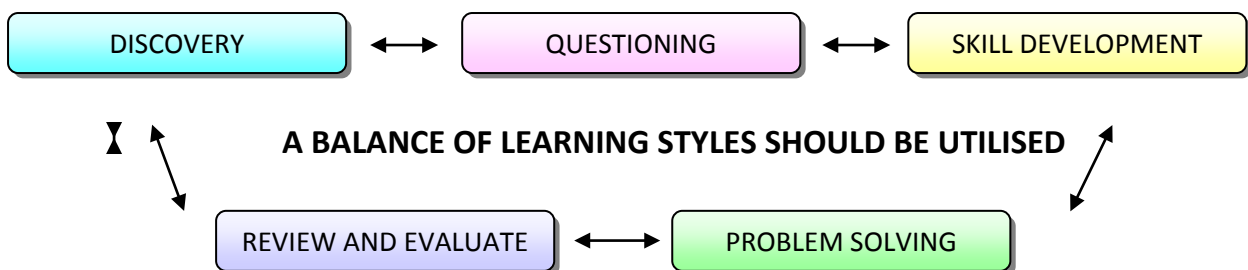 DISCOVERY
QUESTIONING
SKILL DEVELOPMENT
A BALANCE OF LEARNING STYLES SHOULD BE UTILISED
REVIEW AND EVALUATE
PROBLEM SOLVING